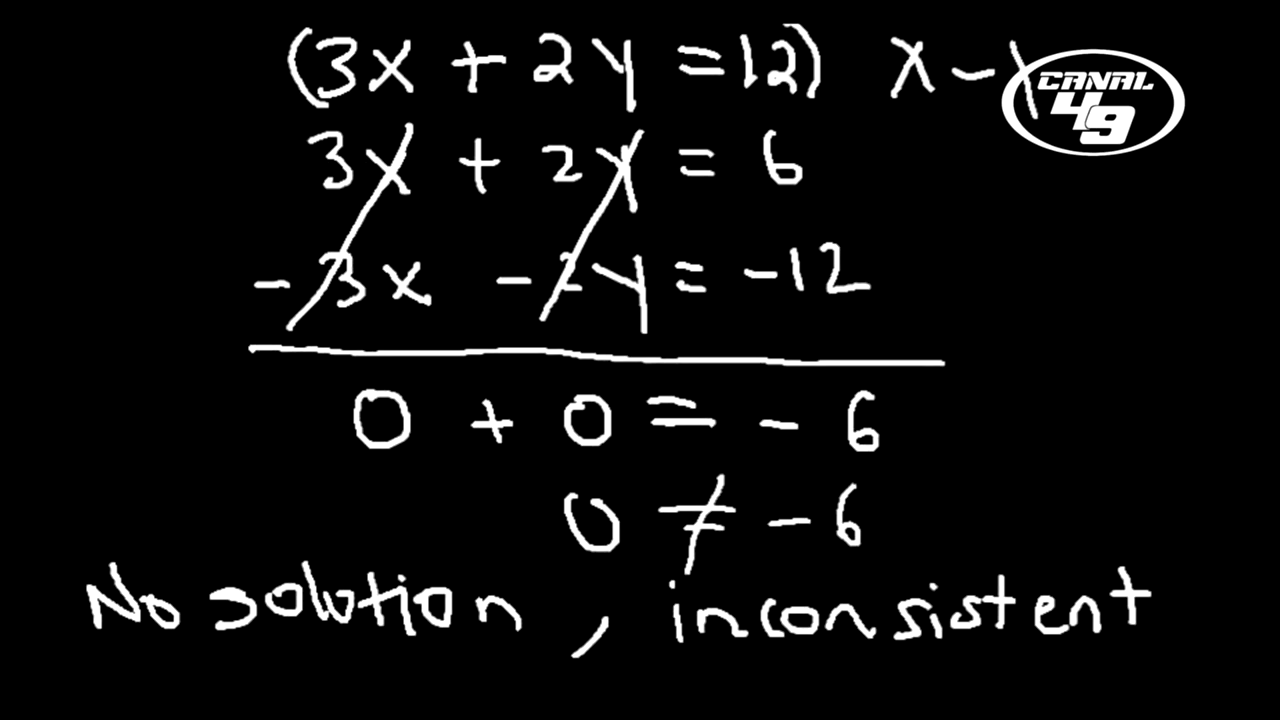 (3x + 2y = 12) x - 1
CANAL
49
3x + 2y = 6
- 3x - 2y = -12
0 + 0 = - 6
0 ≠ - 6
No solution, inconsistent